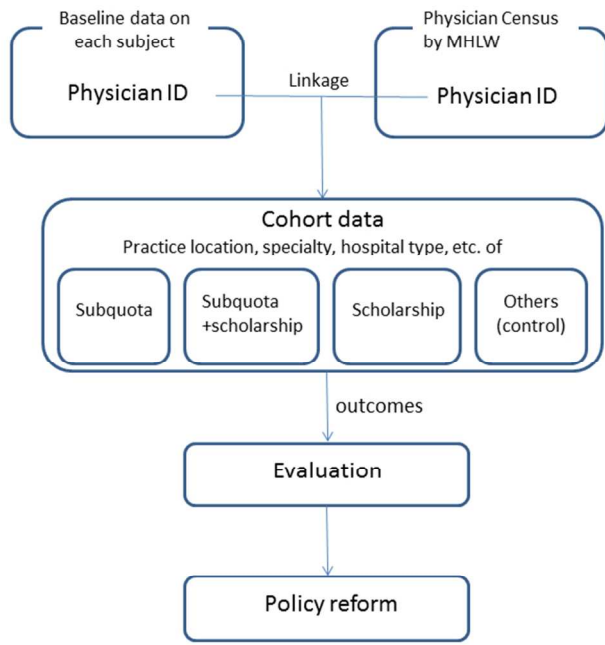 Baseline data on
each subject
Physician ID
Linkage
Physician Census
by MHLW
Physician ID
Cohort data
Practice location, specialty, hospital type, etc. of
Subquota
Subquota
+scholarship
Scholarship
Others
(control)
outcomes
Evaluation
Policy reform